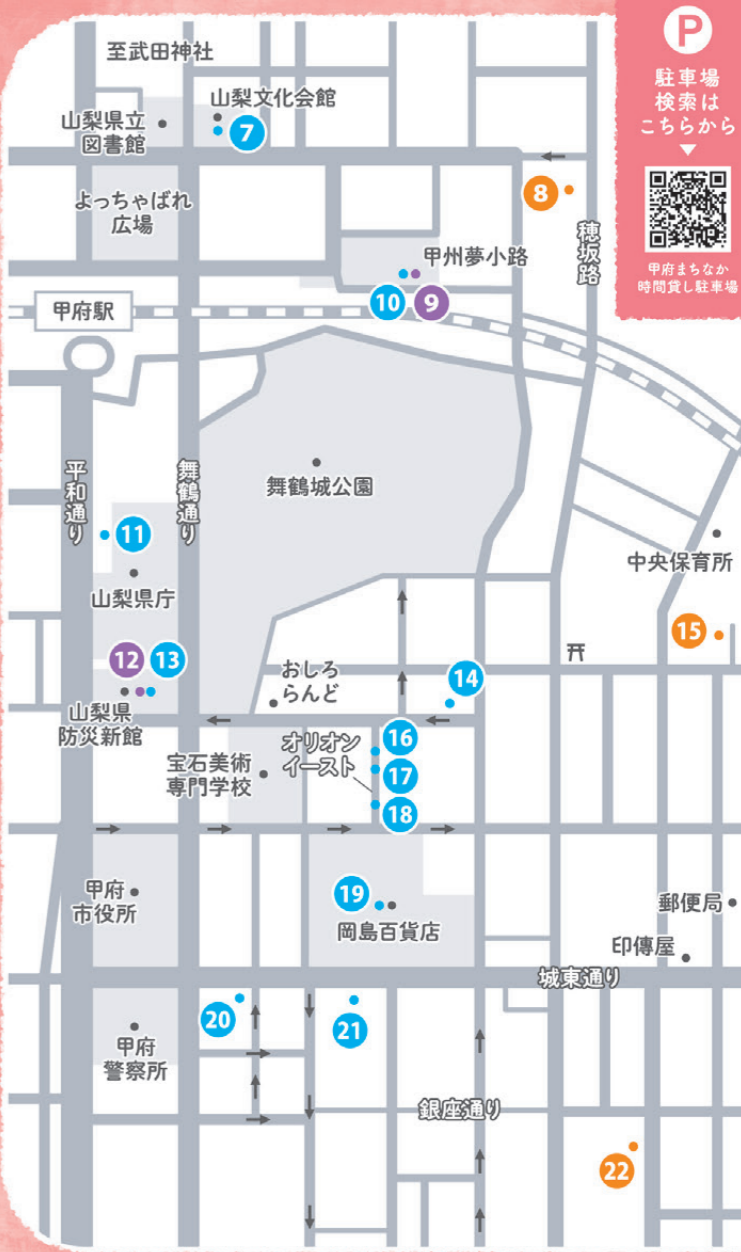 至武田神社
P
駐車場
検索は
こちらから
甲府まちなか
時間貸し駐車場
山梨文化会館
山梨県立
図書館
7
よっちゃばれ
広場
8
穂坂路
甲州夢小路
10
9
甲府駅
平和通り
舞鶴通り
舞鶴城公園
11
山梨県庁
中央保育所
15
12
13
山梨県
防災新館
おしろ
らんど
14
オリオン
イースト
16
17
18
宝石美術
専門学校
甲府
市役所
19
岡島百貨店
郵便局
印傳屋
城東通り
20
21
甲府
警察所
銀座通り
22